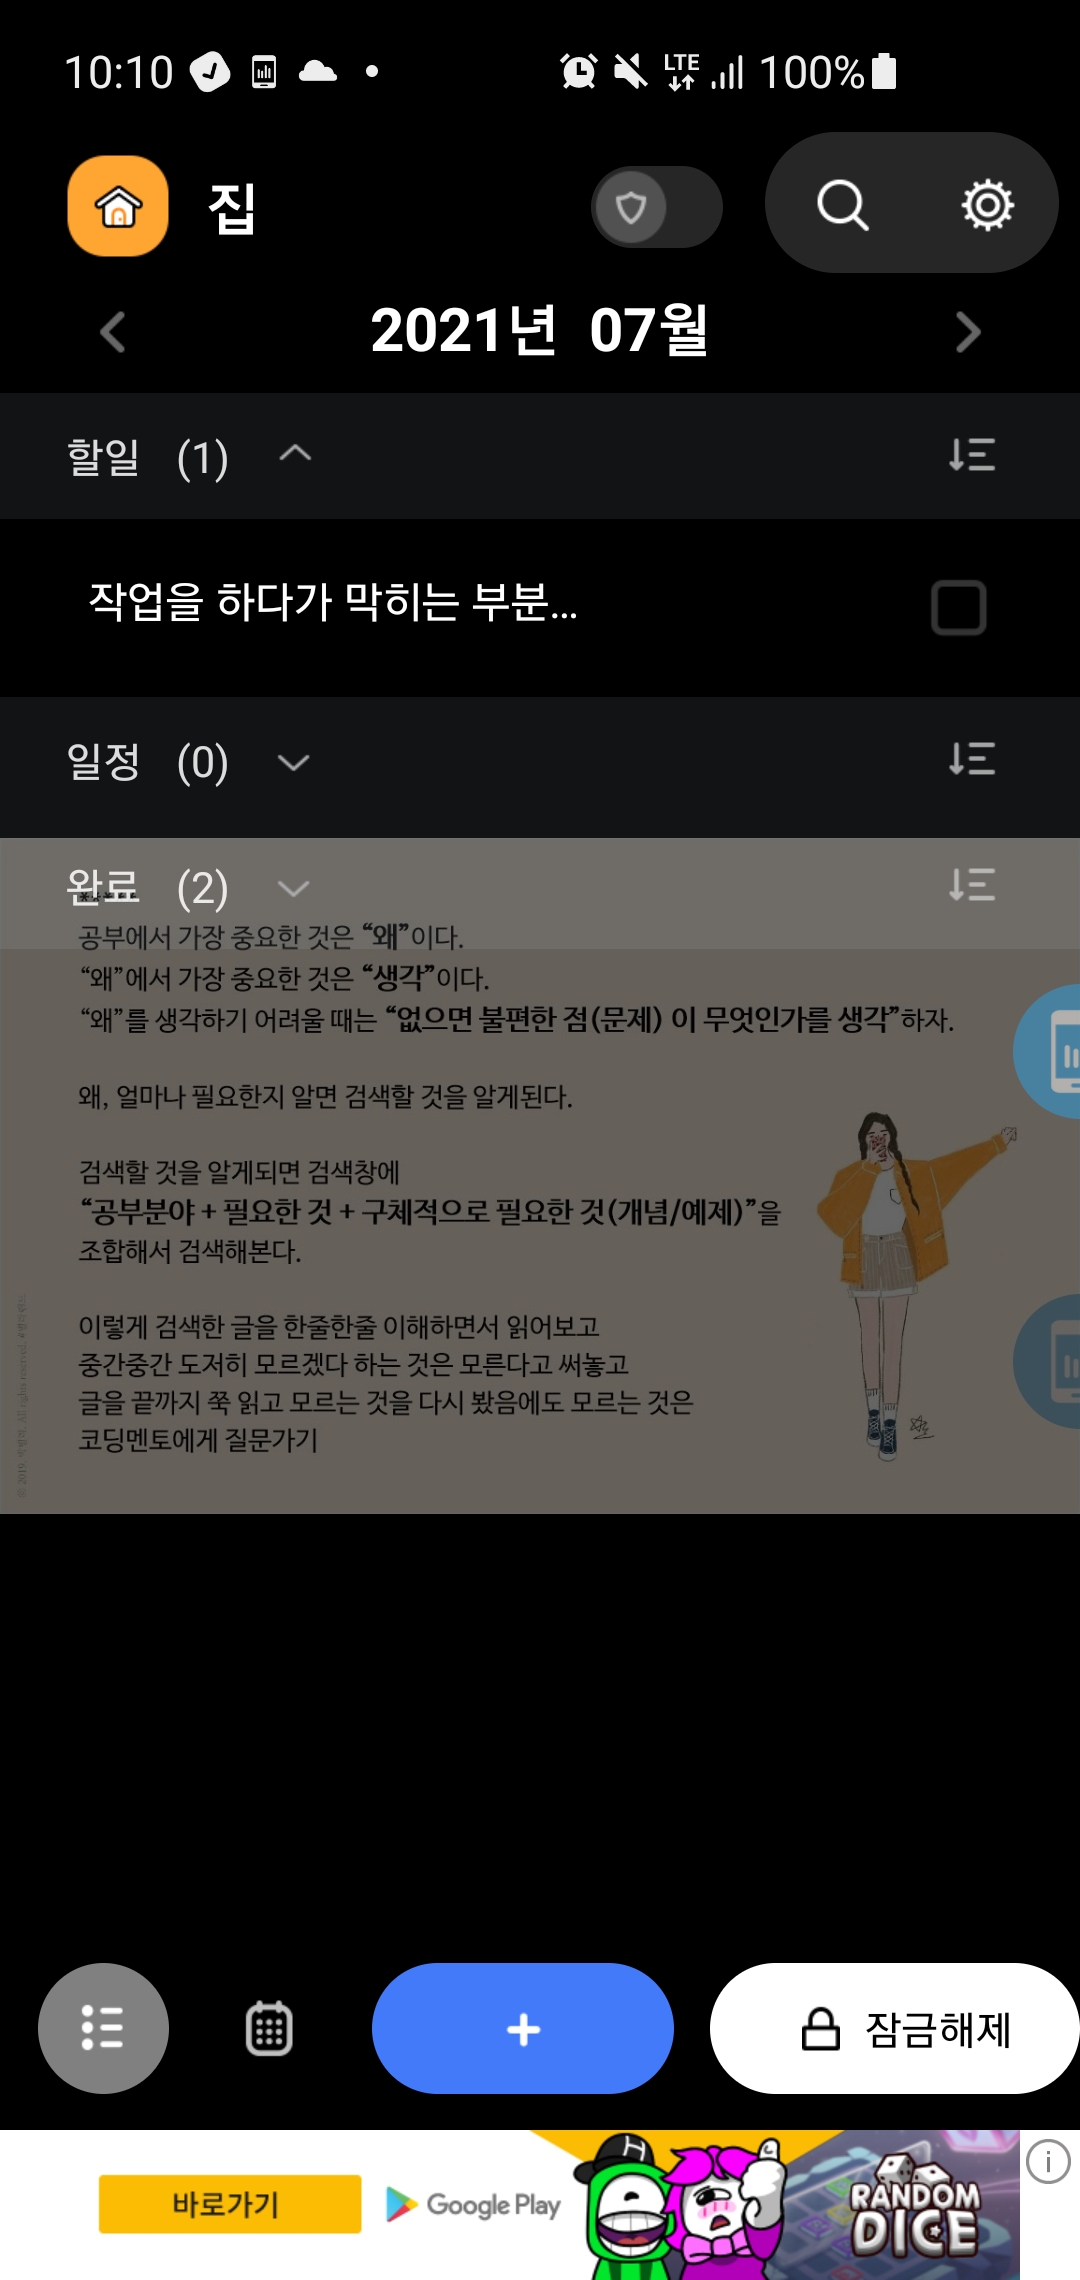 10:10 LTE 100%
집
2021년 07월
할일 (1)
작업을 하다가 막히는 부분...
일정 (0)
완료 (2)
공부에서 가장 중요한 것은 “왜”이다.
“왜”에서 가장 중요한 것은 “생각”이다.
“왜”를 생각하기 어려울 때는 “없으면 불편한 점(문제) 이 무엇인가를 생각”하자.
왜, 얼마나 필요한지 알면 검색할 것을 알게된다.
검색할 것을 알게되면 검색창에
“공부분야 + 필요한 것 + 구체적으로 필요한 것(개념/예제)”을
조합해서 검색해본다.
이렇게 검색한 글을 한줄한줄 이해하면서 읽어보고
중간중간 도저히 모르겠다 하는 것은 모른다고 써놓고
글을 끝까지 쭉 읽고 모르는 것을 다시 봤음에도 모르는 것은
코딩멘토에게 질문가기
잠금해제
바로가기
Google Play
RANDOM
DICE